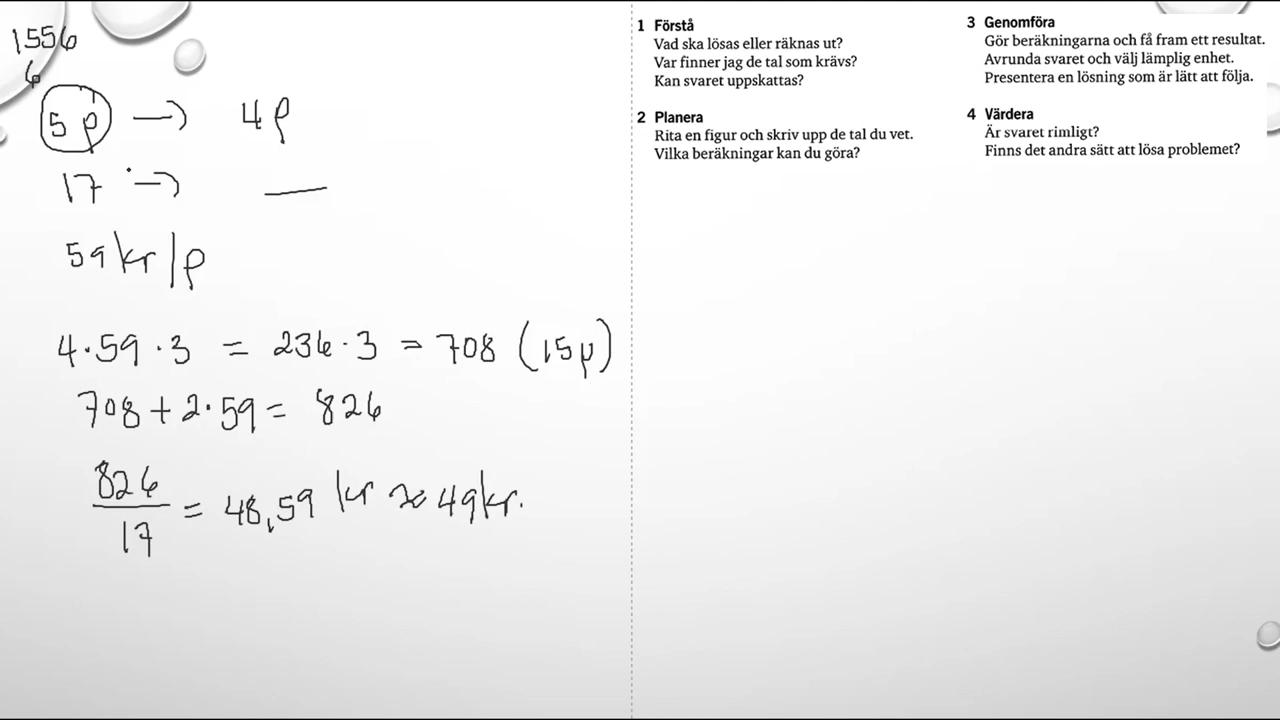 1556
6
5 p → 4 p
17 → —
59 kr/p
4·59·3 = 236·3 = 708 (15p)
708 + 2·59 = 826
826/17 = 48,59 kr ≈ 49 kr.
1 Förstå
Vad ska lösas eller räknas ut?
Var finner jag de tal som krävs?
Kan svaret uppskattas?
2 Planera
Rita en figur och skriv upp de tal du vet.
Vilka beräkningar kan du göra?
3 Genomföra
Gör beräkningarna och få fram ett resultat.
Avrunda svaret och välj lämplig enhet.
Presentera en lösning som är lätt att följa.
4 Värdera
Är svaret rimligt?
Finns det andra sätt att lösa problemet?